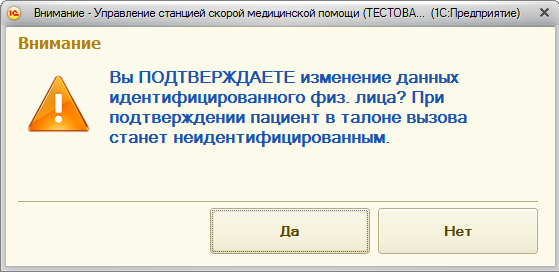 Внимание - Управление станцией скорой медицинской помощи (ТЕСТОВА... (1С:Предприятие)
Внимание
Вы ПОДТВЕРЖДАЕТЕ изменение данных
идентифицированного физ. лица? При
подтверждении пациент в талоне вызова
станет неидентифицированным.
Да
Нет